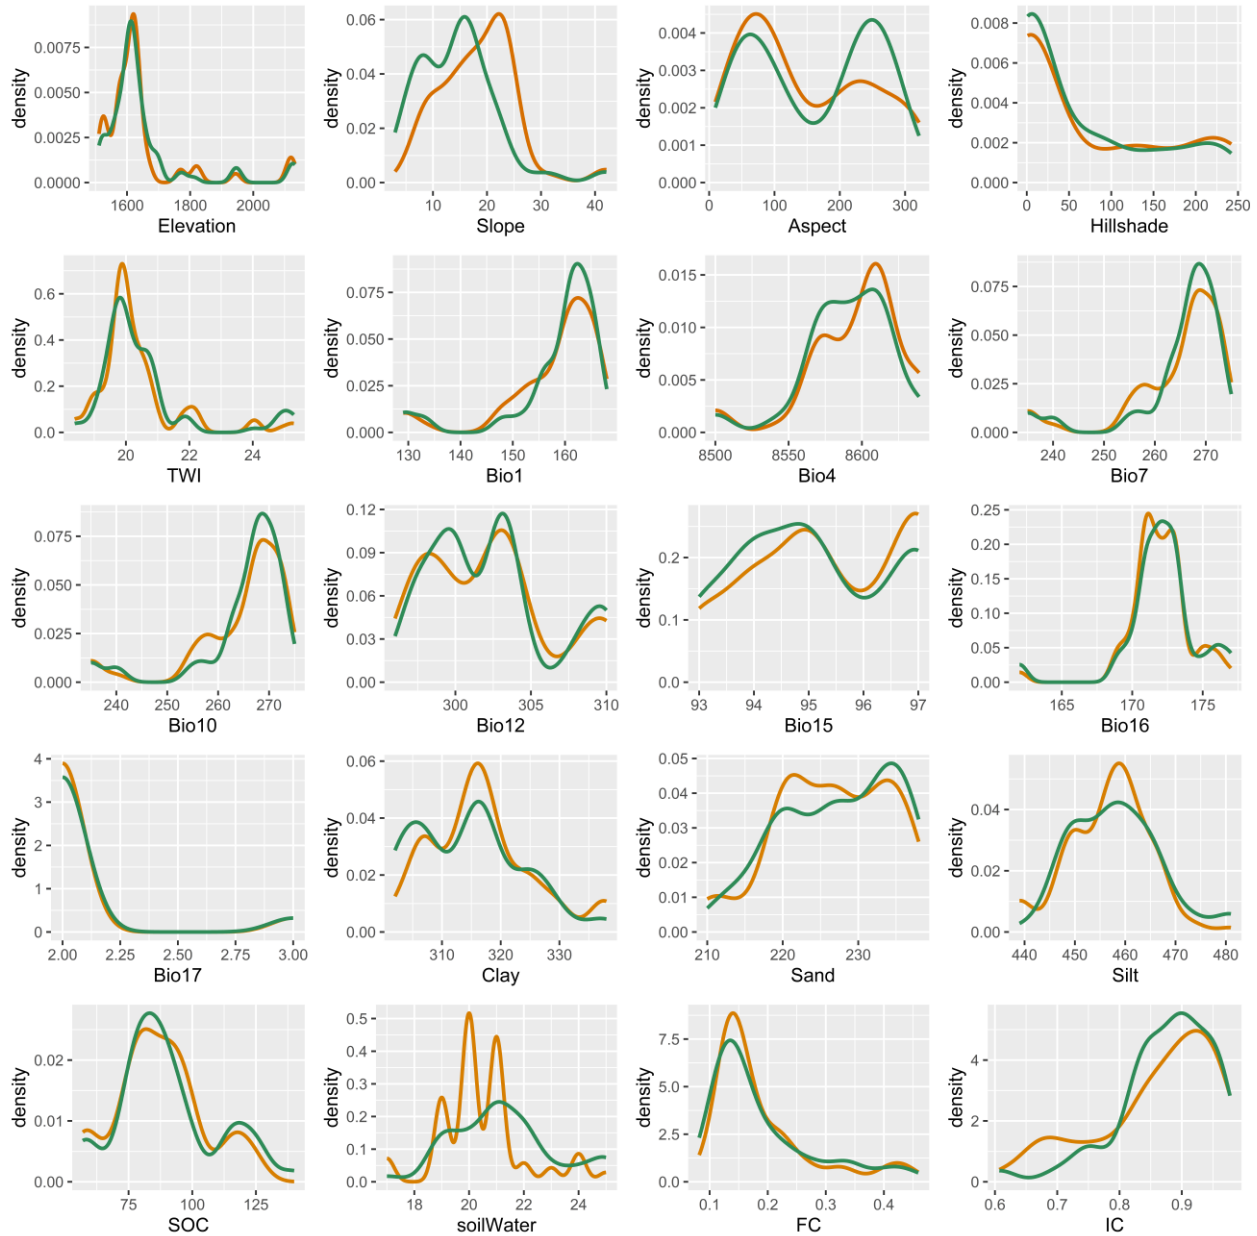 density 0.0075 0.0050 0.0025 0.0000 1600 1800 2000 Elevation
density 0.06 0.04 0.02 0.00 10 20 30 40 Slope
density 0.004 0.003 0.002 0.001 0.000 0 100 200 300 Aspect
density 0.008 0.006 0.004 0.002 0.000 0 50 100 150 200 250 Hillshade
density 0.6 0.4 0.2 0.0 20 22 24 TWI
density 0.075 0.050 0.025 0.000 130 140 150 160 Bio1
density 0.015 0.010 0.005 0.000 8500 8550 8600 Bio4
density 0.075 0.050 0.025 0.000 240 250 260 270 Bio7
density 0.075 0.050 0.025 0.000 240 250 260 270 Bio10
density 0.12 0.09 0.06 0.03 0.00 300 305 310 Bio12
density 0.2 0.1 0.0 93 94 95 96 97 Bio15
density 0.25 0.20 0.15 0.10 0.05 0.00 165 170 175 Bio16
density 4 3 2 1 0 2.00 2.25 2.50 2.75 3.00 Bio17
density 0.06 0.04 0.02 0.00 310 320 330 Clay
density 0.05 0.04 0.03 0.02 0.01 0.00 210 220 230 Sand
density 0.04 0.02 0.00 440 450 460 470 480 Silt
density 0.02 0.01 0.00 75 100 125 SOC
density 0.5 0.4 0.3 0.2 0.1 0.0 18 20 22 24 soilWater
density 7.5 5.0 2.5 0.0 0.1 0.2 0.3 0.4 FC
density 4 2 0 0.6 0.7 0.8 0.9 IC